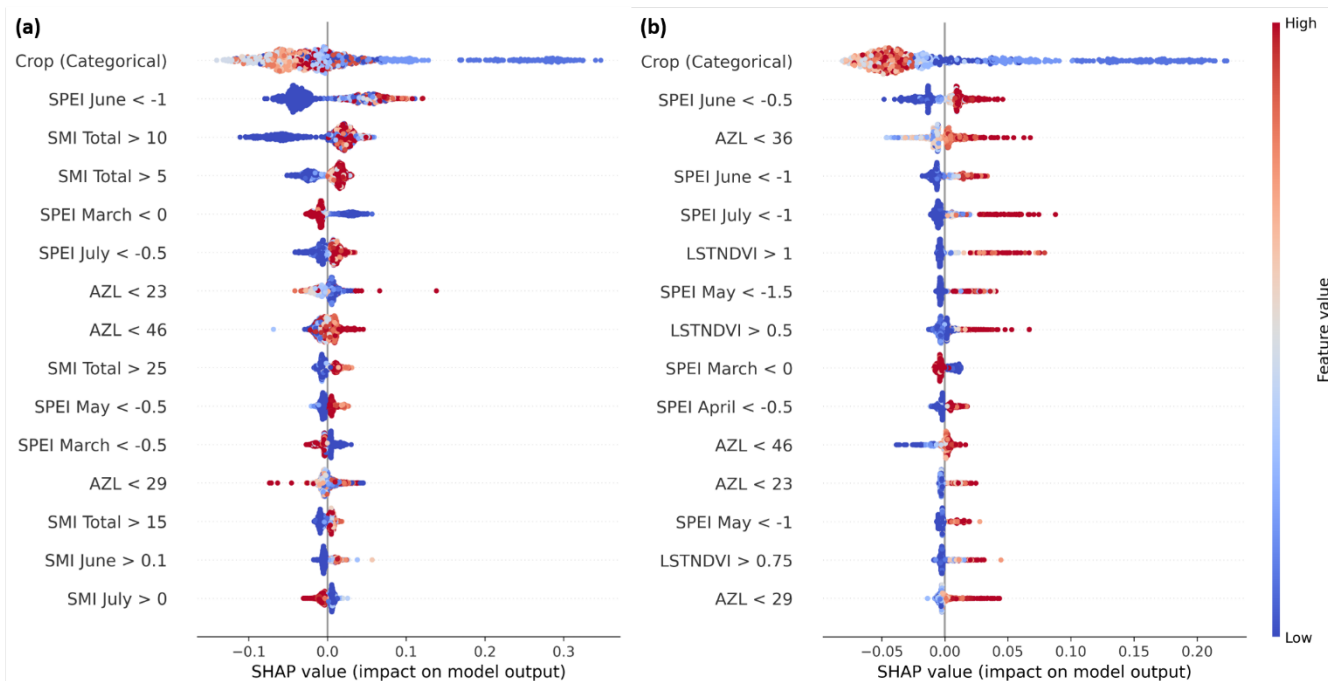 (a)
Crop (Categorical)
SPEI June < -1
SMI Total > 10
SMI Total > 5
SPEI March < 0
SPEI July < -0.5
AZL < 23
AZL < 46
SMI Total > 25
SPEI May < -0.5
SPEI March < -0.5
AZL < 29
SMI Total > 15
SMI June > 0.1
SMI July > 0
−0.1 0.0 0.1 0.2 0.3
SHAP value (impact on model output)
(b)
Crop (Categorical)
SPEI June < -0.5
AZL < 36
SPEI June < -1
SPEI July < -1
LSTNDVI > 1
SPEI May < -1.5
LSTNDVI > 0.5
SPEI March < 0
SPEI April < -0.5
AZL < 46
AZL < 23
SPEI May < -1
LSTNDVI > 0.75
AZL < 29
−0.05 0.00 0.05 0.10 0.15 0.20
SHAP value (impact on model output)
High
Feature value
Low